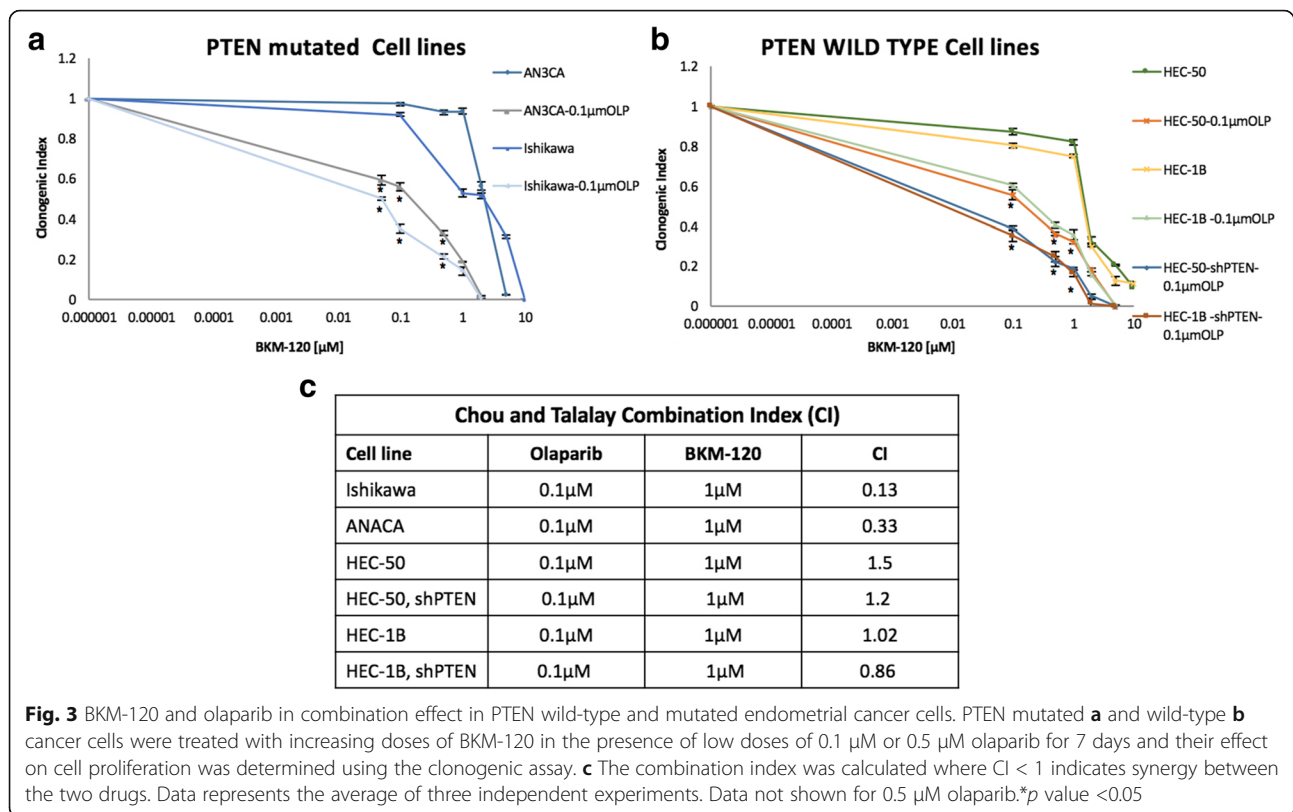 a
PTEN mutated Cell lines
1.2
1
0.8
0.6
0.4
0.2
0
Clonogenic Index
0.000001
0.00001
0.0001
0.001
0.01
0.1
1
10
BKM-120 [µM]
* * * * * *
AN3CA
AN3CA-0.1µmOLP
Ishikawa
Ishikawa-0.1µmOLP
b
PTEN WILD TYPE Cell lines
1.2
1
0.8
0.6
0.4
0.2
0
Clonogenic Index
0.000001
0.00001
0.0001
0.001
0.01
0.1
1
10
BKM-120 [µM]
* * * * * *
HEC-50
HEC-50-0.1µmOLP
HEC-1B
HEC-1B -0.1µmOLP
HEC-50-shPTEN-
0.1µmOLP
HEC-1B -shPTEN-
0.1µmOLP
c
Chou and Talalay Combination Index (CI)
Cell line Olaparib BKM-120 CI
Ishikawa 0.1µM 1µM 0.13
ANACA 0.1µM 1µM 0.33
HEC-50 0.1µM 1µM 1.5
HEC-50, shPTEN 0.1µM 1µM 1.2
HEC-1B 0.1µM 1µM 1.02
HEC-1B, shPTEN 0.1µM 1µM 0.86
Fig. 3 BKM-120 and olaparib in combination effect in PTEN wild-type and mutated endometrial cancer cells. PTEN mutated a and wild-type b
cancer cells were treated with increasing doses of BKM-120 in the presence of low doses of 0.1 µM or 0.5 µM olaparib for 7 days and their effect
on cell proliferation was determined using the clonogenic assay. c The combination index was calculated where CI < 1 indicates synergy between
the two drugs. Data represents the average of three independent experiments. Data not shown for 0.5 µM olaparib.*p value <0.05